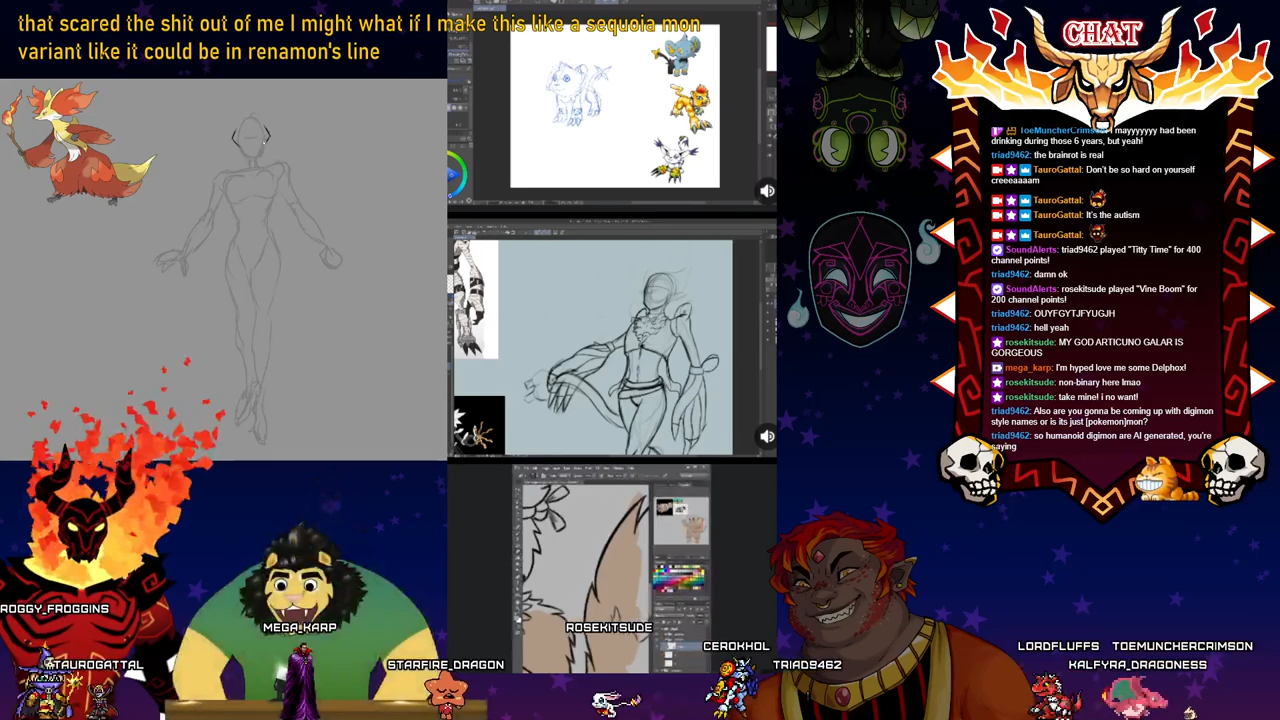 that scared the shit out of me I might what if I make this like a sequoia mon
variant like it could be in renamon's line
CHAT
ToeMuncherCrimson: I mayyyyyyy had been
drinking during those 6 years, but yeah!
triad9462: the brainrot is real
TauroGattal: Don't be so hard on yourself
creeeaaaam
TauroGattal:
TauroGattal: It's the autism
TauroGattal:
SoundAlerts: triad9462 played "Titty Time" for 400
channel points!
triad9462: damn ok
SoundAlerts: rosekitsude played "Vine Boom" for
200 channel points!
triad9462: OUYFGYTJFYUGJH
triad9462: hell yeah
rosekitsude: MY GOD ARTICUNO GALAR IS
GORGEOUS
mega_karp: I'm hyped love me some Delphox!
rosekitsude: non-binary here lmao
rosekitsude: take mine! i no want!
triad9462: Also are you gonna be coming up with digimon
style names or is its just [pokemon]mon?
triad9462: so humanoid digimon are AI generated, you're
saying
ROGGY_FROGGINS
MEGA_KARP
ROSEKITSUDE
CEROKHOL
LORDFLUFFS
TOEMUNCHERCRIMSON
TAUROGATTAL
STARFIRE_DRAGON
TRIAD9462
KALFYRA_DRAGONESS